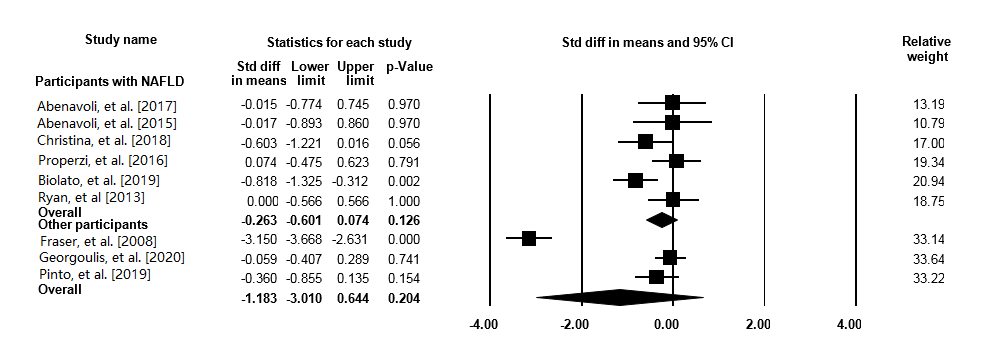 Study name Statistics for each study Std diff in means and 95% CI Relative weight
Std diff in means Lower limit Upper limit p-Value
Participants with NAFLD
Abenavoli, et al. [2017] -0.015 -0.774 0.745 0.970 13.19
Abenavoli, et al. [2015] -0.017 -0.893 0.860 0.970 10.79
Christina, et al. [2018] -0.603 -1.221 0.016 0.056 17.00
Properzi, et al. [2016] 0.074 -0.475 0.623 0.791 19.34
Biolato, et al. [2019] -0.818 -1.325 -0.312 0.002 20.94
Ryan, et al [2013] 0.000 -0.566 0.566 1.000 18.75
Overall -0.263 -0.601 0.074 0.126
Other participants
Fraser, et al. [2008] -3.150 -3.668 -2.631 0.000 33.14
Georgoulis, et al. [2020] -0.059 -0.407 0.289 0.741 33.64
Pinto, et al. [2019] -0.360 -0.855 0.135 0.154 33.22
Overall -1.183 -3.010 0.644 0.204
-4.00 -2.00 0.00 2.00 4.00